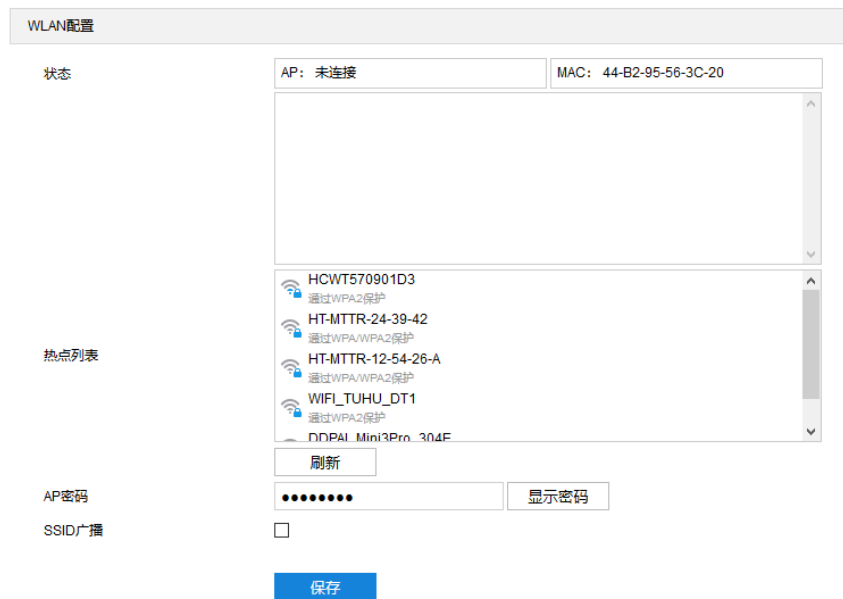 WLAN配置
状态
AP：未连接
MAC：44-B2-95-56-3C-20
热点列表
HCWT570901D3
通过WPA2保护
HT-MTTR-24-39-42
通过WPA/WPA2保护
HT-MTTR-12-54-26-A
通过WPA/WPA2保护
WIFI_TUHU_DT1
通过WPA2保护
DDPAI_Mini3Pro_304F
刷新
AP密码
●●●●●●●●
显示密码
SSID广播
保存